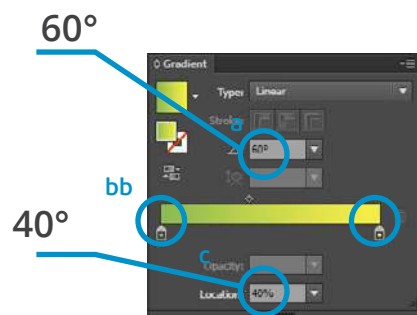 60°
Gradient
Type: Linear
Stroke:
a
60°
bb
40°
c
Opacity:
Location: 40%